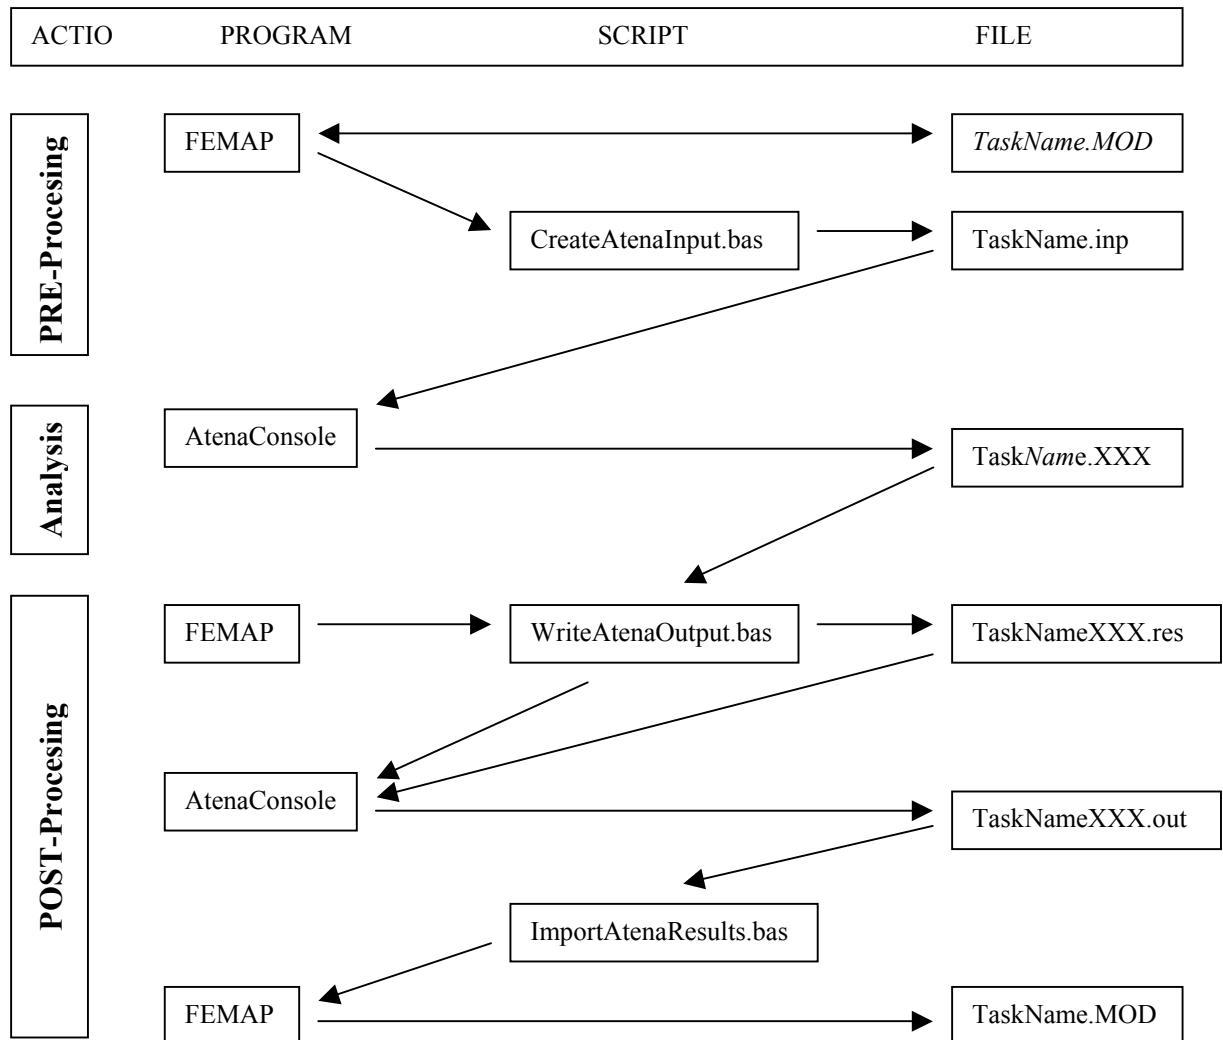 ACTIO PROGRAM SCRIPT FILE
PRE-Procesing
FEMAP TaskName.MOD
CreateAtenaInput.bas TaskName.inp
Analysis
AtenaConsole TaskName.XXX
POST-Procesing
FEMAP WriteAtenaOutput.bas TaskNameXXX.res
AtenaConsole TaskNameXXX.out
ImportAtenaResults.bas
FEMAP TaskName.MOD